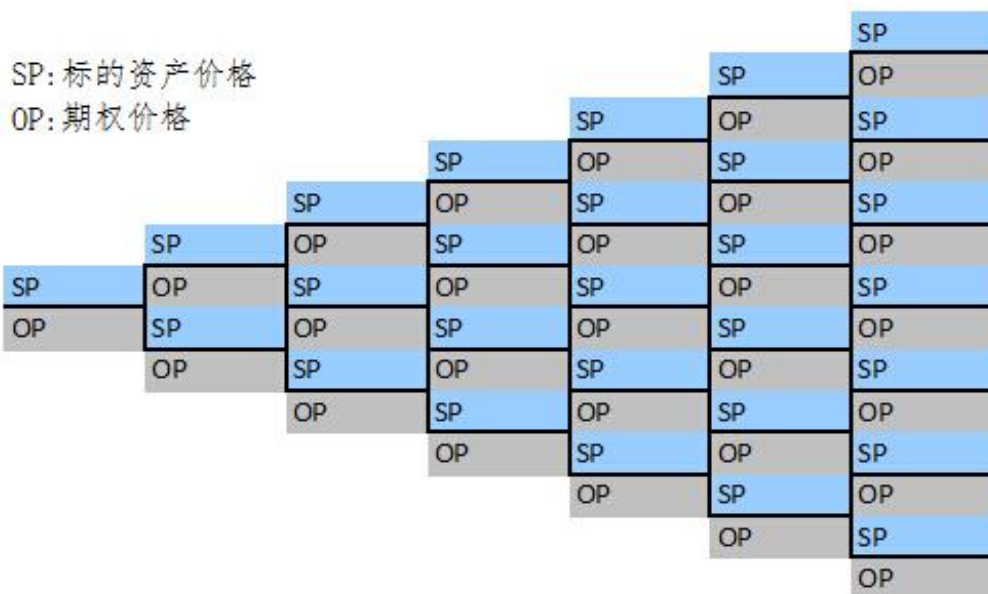 SP
SP:标的资产价格
SP OP
OP:期权价格
SP OP SP
SP OP SP OP
SP OP SP OP SP
SP OP SP OP SP OP
SP OP SP OP SP OP SP
OP SP OP SP OP SP OP
OP SP OP SP OP SP
OP SP OP SP OP
OP SP OP SP
OP SP OP
OP SP
OP